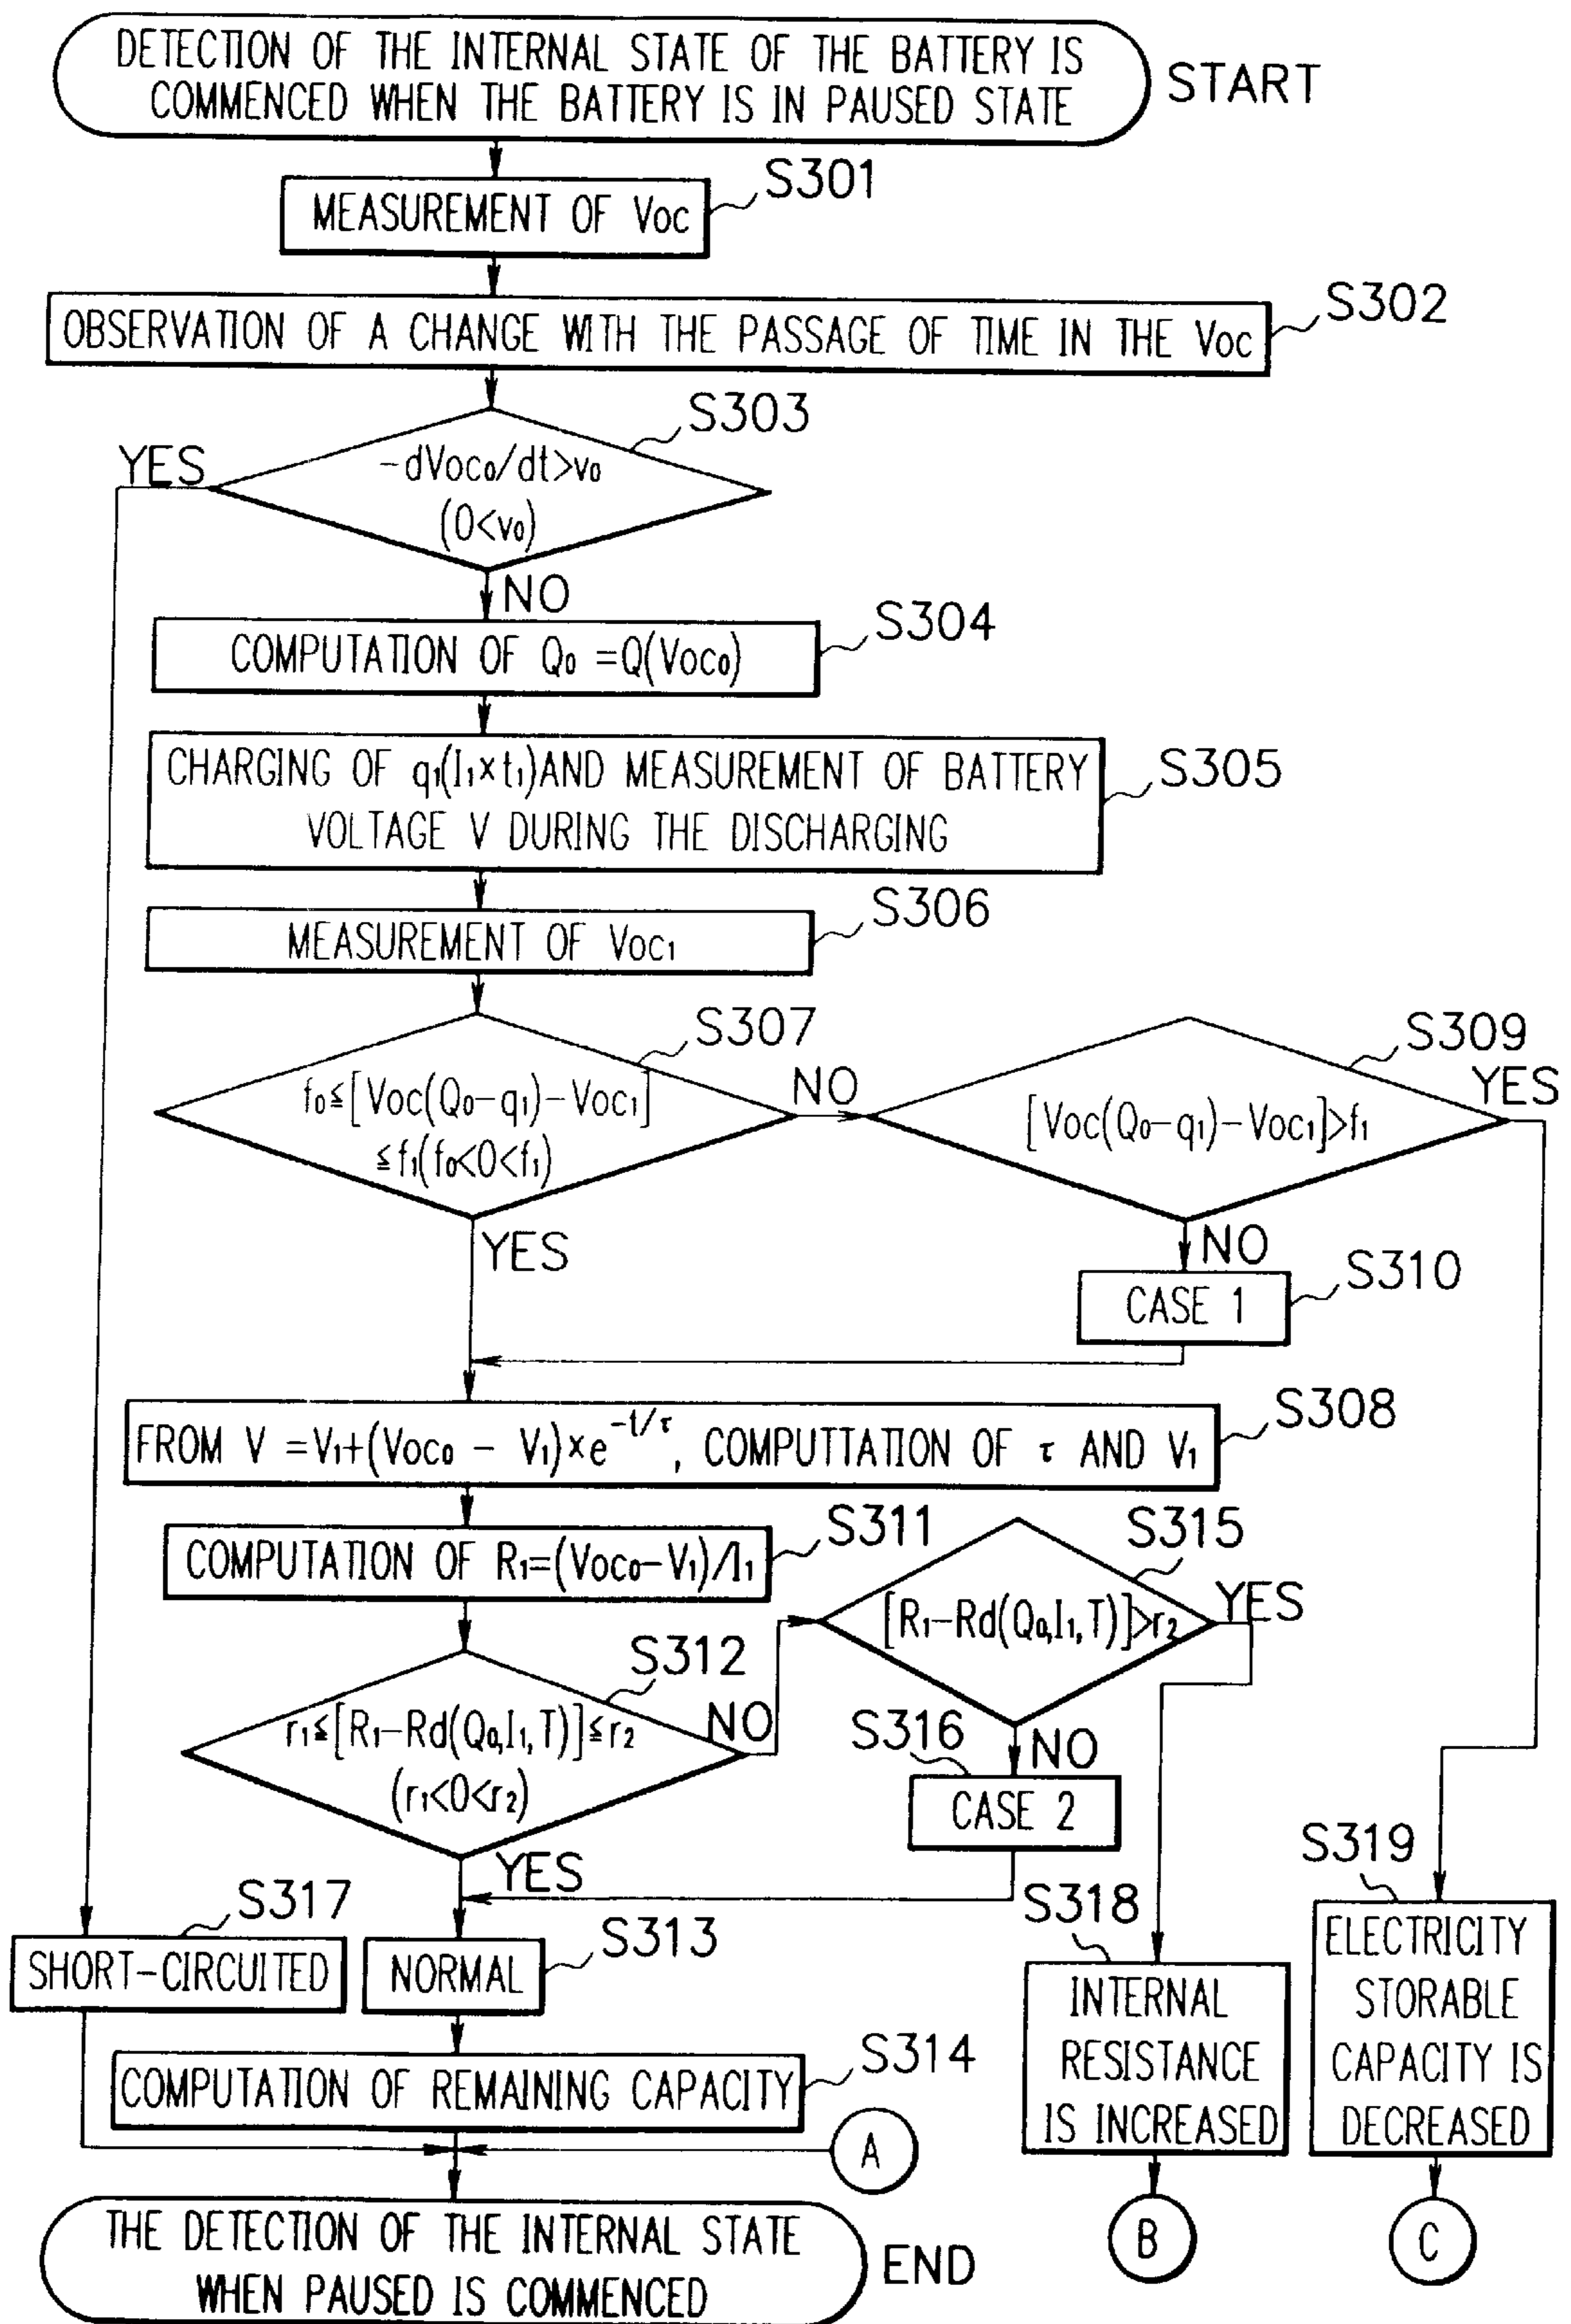 DETECTION OF THE INTERNAL STATE OF THE BATTERY IS
COMMENCED WHEN THE BATTERY IS IN PAUSED STATE
START
S301
MEASUREMENT OF Voc
S302
OBSERVATION OF A CHANGE WITH THE PASSAGE OF TIME IN THE Voc
S303
YES
-dVoc₀/dt>v₀
(0<v₀)
NO
S304
COMPUTATION OF Q₀ =Q(Voc₀)
S305
CHARGING OF q₁(I₁×t₁)AND MEASUREMENT OF BATTERY
VOLTAGE V DURING THE DISCHARGING
S306
MEASUREMENT OF Voc₁
S307
f₀≦[Voc(Q₀-q₁)-Voc₁]
≦f₁(f₀<0<f₁)
NO
YES
S309
[Voc(Q₀-q₁)-Voc₁]>f₁
YES
NO
S310
CASE 1
S308
FROM V =V₁+(Voc₀ - V₁)×e^-t/τ, COMPUTTATION OF τ AND V₁
S311
COMPUTATION OF R₁=(Voc₀-V₁)/I₁
S315
[R₁-Rd(Q₀,I₁,T)]>r₂
YES
S312
r₁≦[R₁-Rd(Q₀,I₁,T)]≦r₂
(r₁<0<r₂)
NO
S316
NO
CASE 2
YES
S317
SHORT-CIRCUITED
S313
NORMAL
S318
INTERNAL
RESISTANCE
IS INCREASED
S319
ELECTRICITY
STORABLE
CAPACITY IS
DECREASED
S314
COMPUTATION OF REMAINING CAPACITY
A
B
C
THE DETECTION OF THE INTERNAL STATE
WHEN PAUSED IS COMMENCED
END